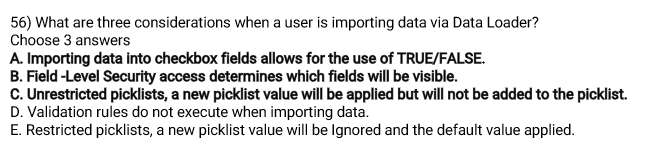 56) What are three considerations when a user is importing data via Data Loader?
Choose 3 answers
A. Importing data into checkbox fields allows for the use of TRUE/FALSE.
B. Field -Level Security access determines which fields will be visible.
C. Unrestricted picklists, a new picklist value will be applied but will not be added to the picklist.
D. Validation rules do not execute when importing data.
E. Restricted picklists, a new picklist value will be Ignored and the default value applied.